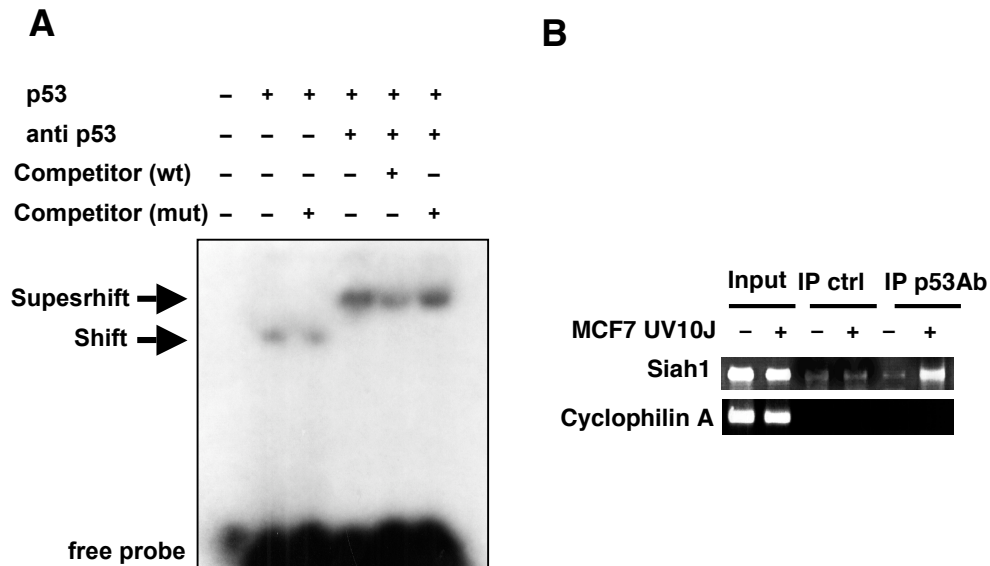 A
p53 – + + + + +
anti p53 – – – + + +
Competitor (wt) – – – – + –
Competitor (mut) – – + – – +
Supesrhift
Shift
free probe
B
Input IP ctrl IP p53Ab
MCF7 UV10J – + – + – +
Siah1
Cyclophilin A